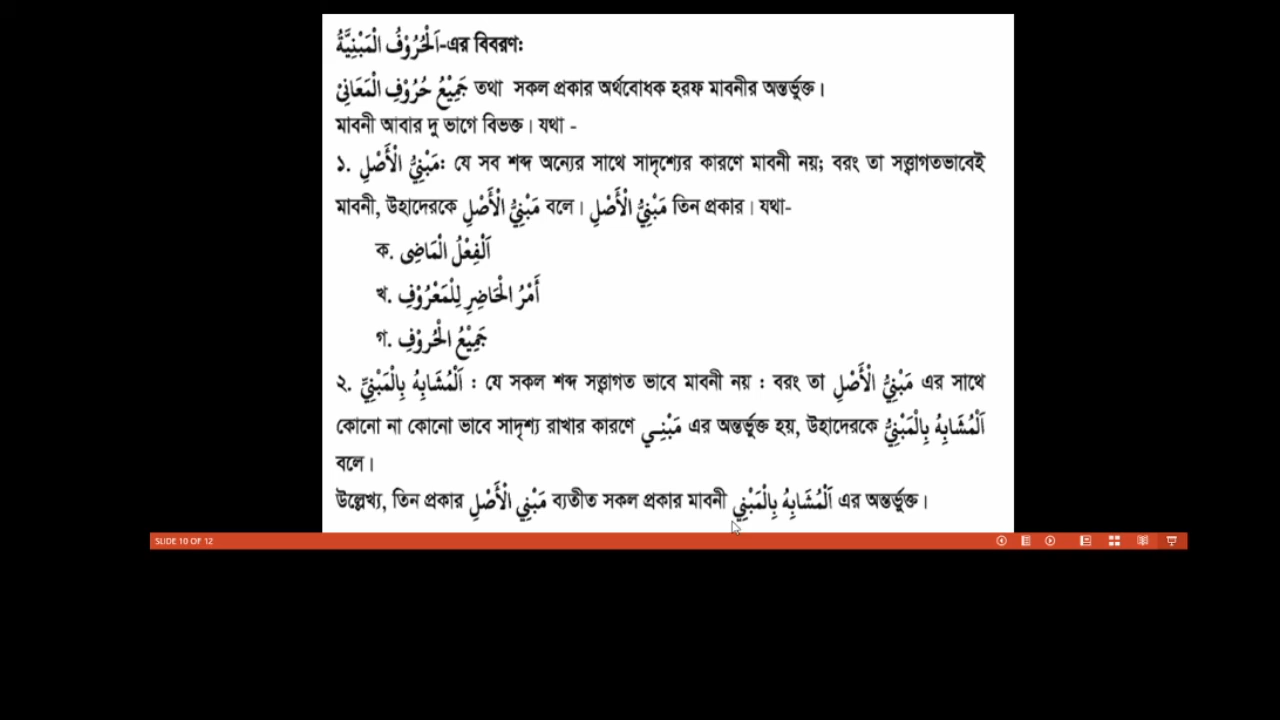 اَلْحُرُوْفُ الْمَبْنِيَّةُ-এর বিবরণ:
جَمِيْعُ حُرُوْفِ الْمَعَانِيْ তথা সকল প্রকার অর্থবোধক হরফ মাবনীর অন্তর্ভুক্ত।
মাবনী আবার দু ভাগে বিভক্ত। যথা -
১. مَبْنِيُّ الْأَصْلِ: যে সব শব্দ অন্যের সাথে সাদৃশ্যের কারণে মাবনী নয়; বরং তা সত্ত্বাগতভাবেই
মাবনী, উহাদেরকে مَبْنِيُّ الْأَصْلِ বলে। مَبْنِيُّ الْأَصْلِ তিন প্রকার। যথা-
ক. اَلْفِعْلُ الْمَاضِى
খ. أَمْرُ الْحَاضِرِ لِلْمَعْرُوْفِ
গ. جَمِيْعُ الْحُروْفِ
২. اَلْمُشَابِهُ بِالْمَبْنِيِّ : যে সকল শব্দ সত্ত্বাগত ভাবে মাবনী নয় : বরং তা مَبْنِيُّ الْأَصْلِ এর সাথে
কোনো না কোনো ভাবে সাদৃশ্য রাখার কারণে مَبْنِـي এর অন্তর্ভুক্ত হয়, উহাদেরকে اَلْمُشَابِهُ بِالْمَبْنِيُّ
বলে।
উল্লেখ্য, তিন প্রকার مَبْنِي الْأَصْلِ ব্যতীত সকল প্রকার মাবনী اَلْمُشَابِهُ بِالْمَبْنِي এর অন্তর্ভুক্ত।
SLIDE 10 OF 12